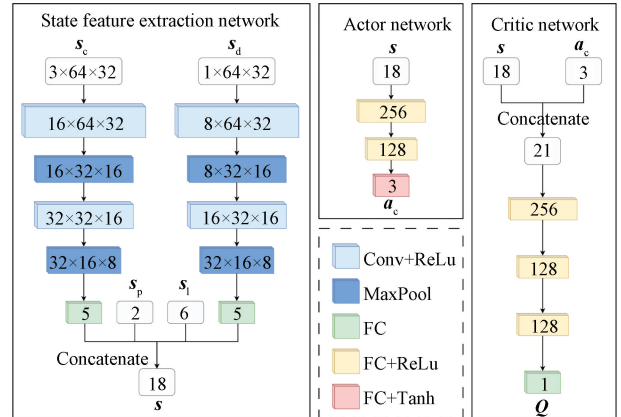 State feature extraction network
s_c
s_d
3×64×32
1×64×32
16×64×32
8×64×32
16×32×16
8×32×16
32×32×16
16×32×16
32×16×8
32×16×8
s_p
s_l
5
2
6
5
Concatenate
18
s
Actor network
s
18
256
128
3
a_c
Conv+ReLu
MaxPool
FC
FC+ReLu
FC+Tanh
Critic network
s
a_c
18
3
Concatenate
21
256
128
128
1
Q